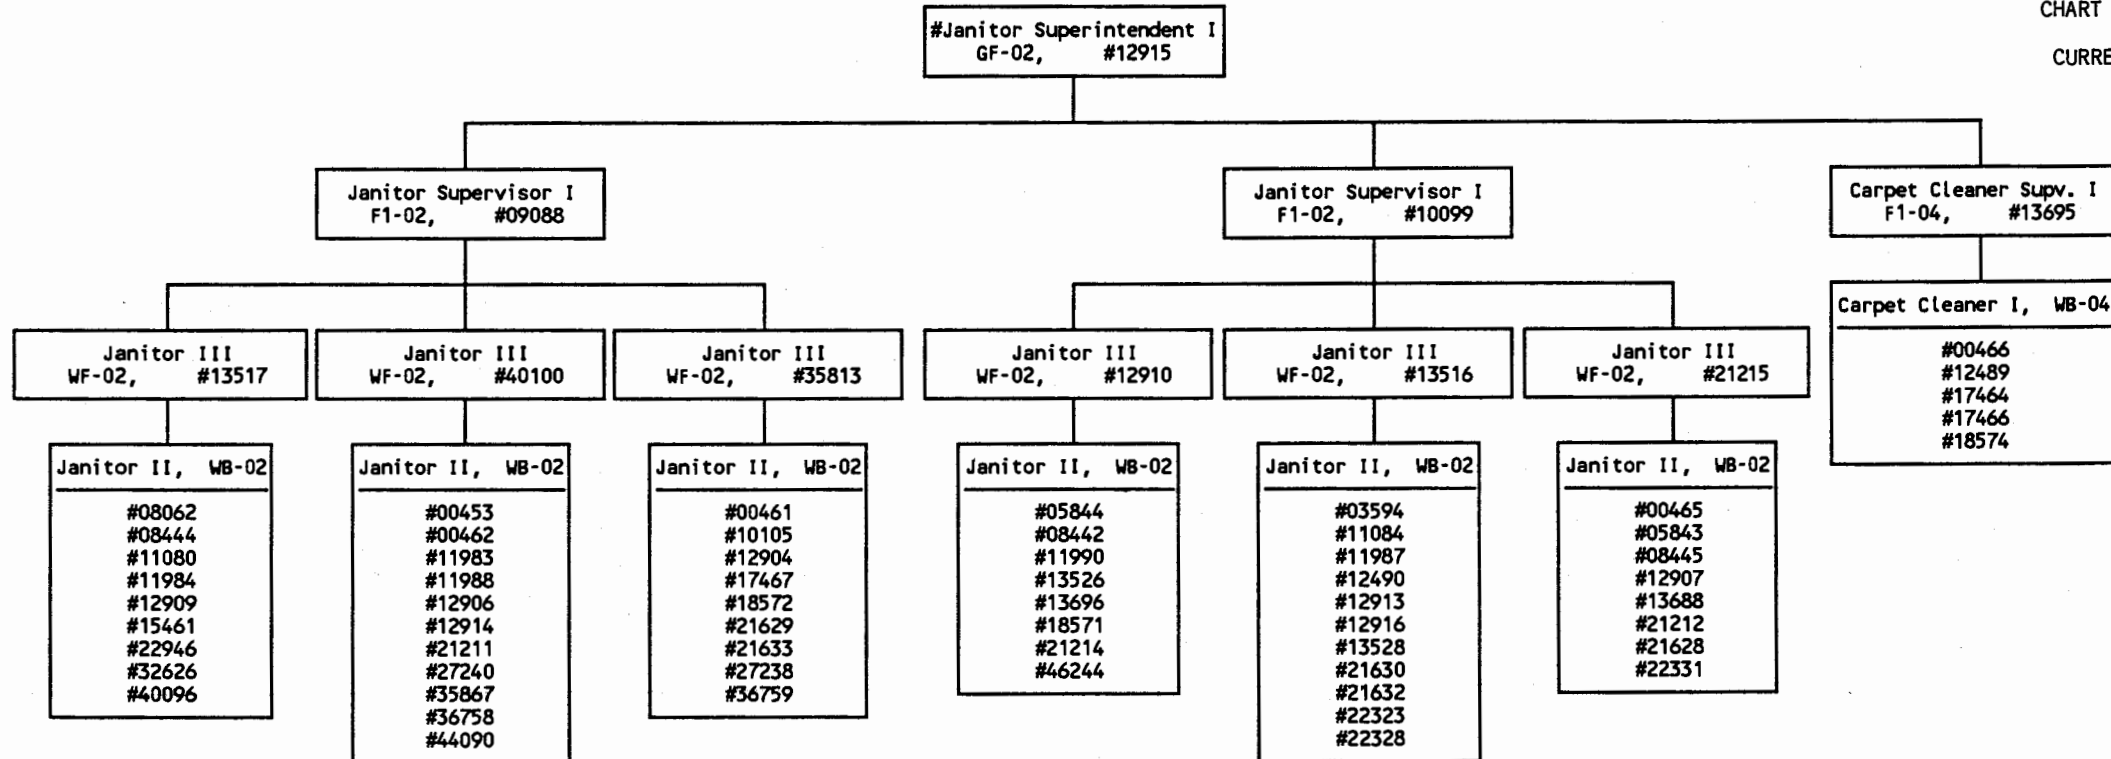 CHART
CURRE
#Janitor Superintendent I
GF-02, #12915
Janitor Supervisor I
F1-02, #09088
Janitor Supervisor I
F1-02, #10099
Carpet Cleaner Supv. I
F1-04, #13695
Janitor III
WF-02, #13517
Janitor III
WF-02, #40100
Janitor III
WF-02, #35813
Janitor III
WF-02, #12910
Janitor III
WF-02, #13516
Janitor III
WF-02, #21215
Carpet Cleaner I, WB-04
#00466
#12489
#17464
#17466
#18574
Janitor II, WB-02
#08062
#08444
#11080
#11984
#12909
#15461
#22946
#32626
#40096
Janitor II, WB-02
#00453
#00462
#11983
#11988
#12906
#12914
#21211
#27240
#35867
#36758
#44090
Janitor II, WB-02
#00461
#10105
#12904
#17467
#18572
#21629
#21633
#27238
#36759
Janitor II, WB-02
#05844
#08442
#11990
#13526
#13696
#18571
#21214
#46244
Janitor II, WB-02
#03594
#11084
#11987
#12490
#12913
#12916
#13528
#21630
#21632
#22323
#22328
Janitor II, WB-02
#00465
#05843
#08445
#12907
#13688
#21212
#21628
#22331